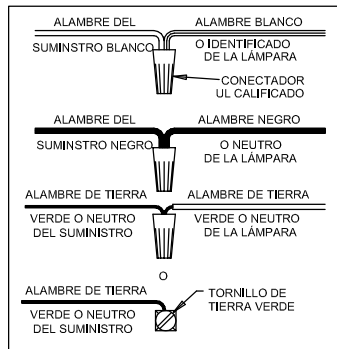 ALAMBRE DEL ALAMBRE BLANCO
SUMINSTRO BLANCO O IDENTIFICADO
DE LA LÁMPARA
CONECTADOR
UL CALIFICADO
ALAMBRE DEL ALAMBRE NEGRO
SUMINSTRO NEGRO O NEUTRO
DE LA LÁMPARA
ALAMBRE DE TIERRA ALAMBRE DE TIERRA
VERDE O NEUTRO VERDE O NEUTRO
DEL SUMINISTRO DE LA LÁMPARA
O
ALAMBRE DE TIERRA TORNILLO DE
VERDE O NEUTRO TIERRA VERDE
DEL SUMINISTRO